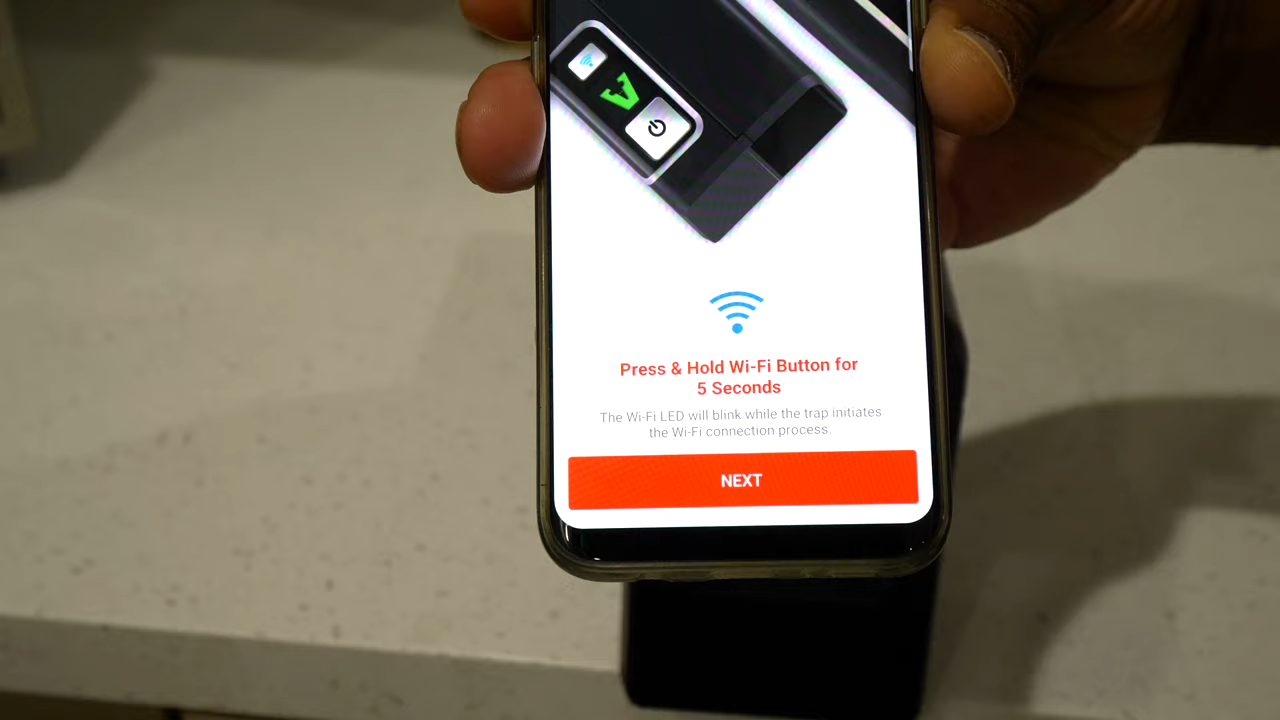 Press & Hold Wi-Fi Button for
5 Seconds
The Wi-Fi LED will blink while the trap initiates
the Wi-Fi connection process.
NEXT